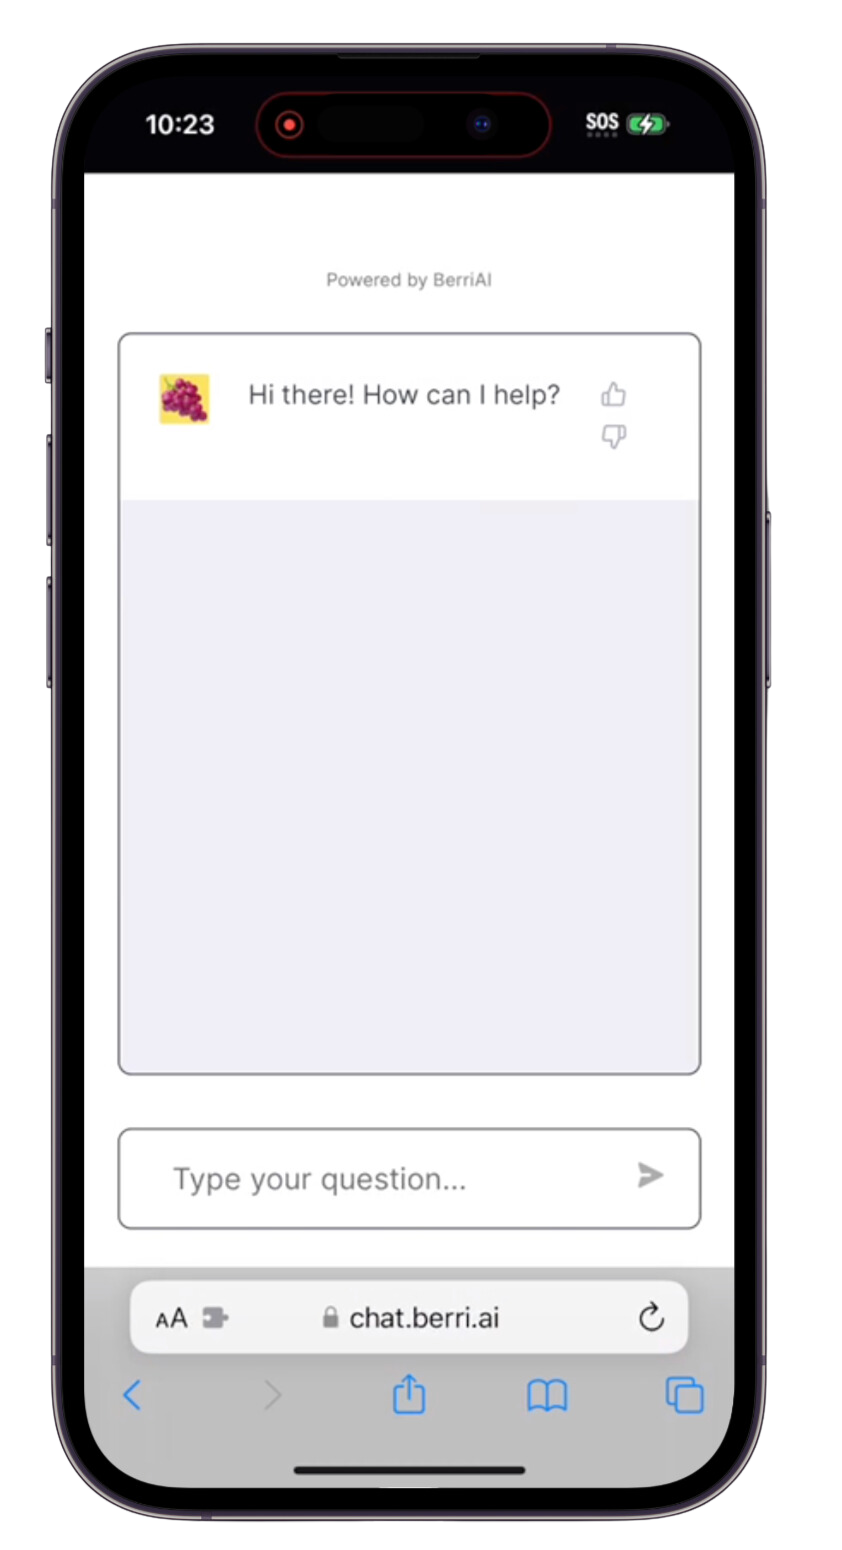 10:23
SOS
Powered by BerriAI
Hi there! How can I help?
Type your question...
AA
chat.berri.ai